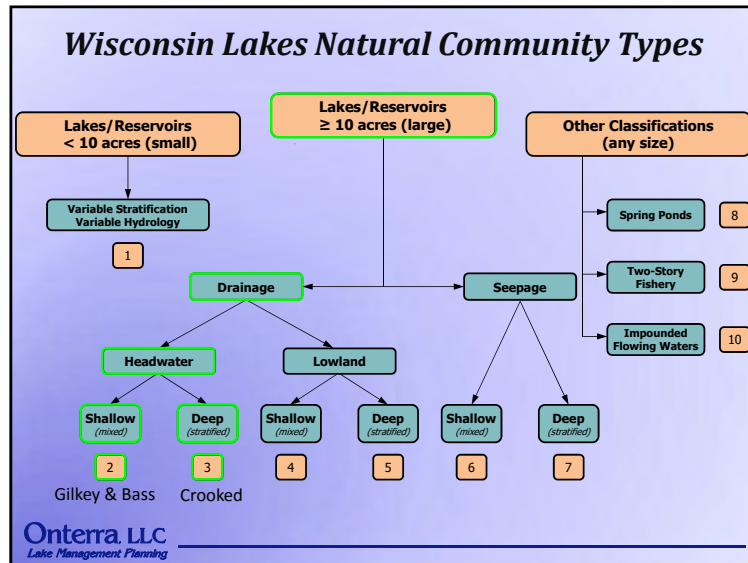 Wisconsin Lakes Natural Community Types
Lakes/Reservoirs
< 10 acres (small)
Lakes/Reservoirs
≥ 10 acres (large)
Other Classifications
(any size)
Variable Stratification
Variable Hydrology
1
Spring Ponds
8
Two-Story
Fishery
9
Impounded
Flowing Waters
10
Drainage
Seepage
Headwater
Lowland
Shallow
(mixed)
Deep
(stratified)
Shallow
(mixed)
Deep
(stratified)
Shallow
(mixed)
Deep
(stratified)
2
3
4
5
6
7
Gilkey & Bass
Crooked
Onterra, LLC
Lake Management Planning